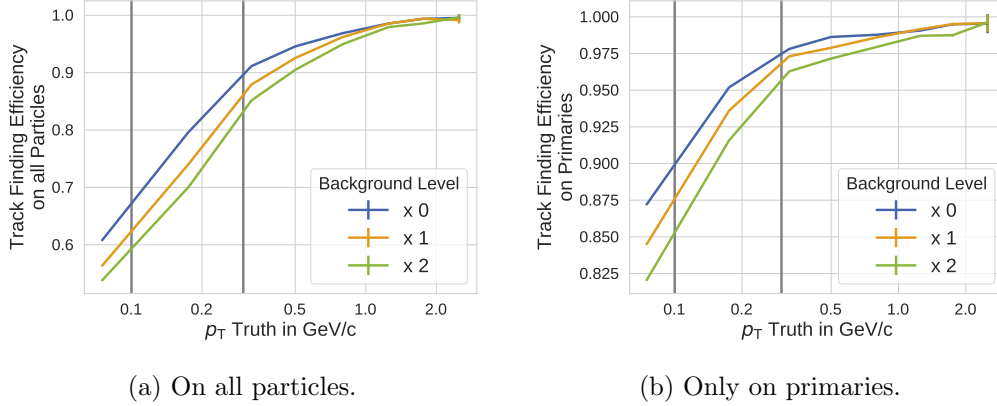 1.0
0.9
0.8
0.7
0.6
Track Finding Efficiency
on all Particles
Background Level
x 0
x 1
x 2
0.1
0.2
0.5
1.0
2.0
pT Truth in GeV/c
(a) On all particles.
1.000
0.975
0.950
0.925
0.900
0.875
0.850
0.825
Track Finding Efficiency
on Primaries
Background Level
x 0
x 1
x 2
0.1
0.2
0.5
1.0
2.0
pT Truth in GeV/c
(b) Only on primaries.